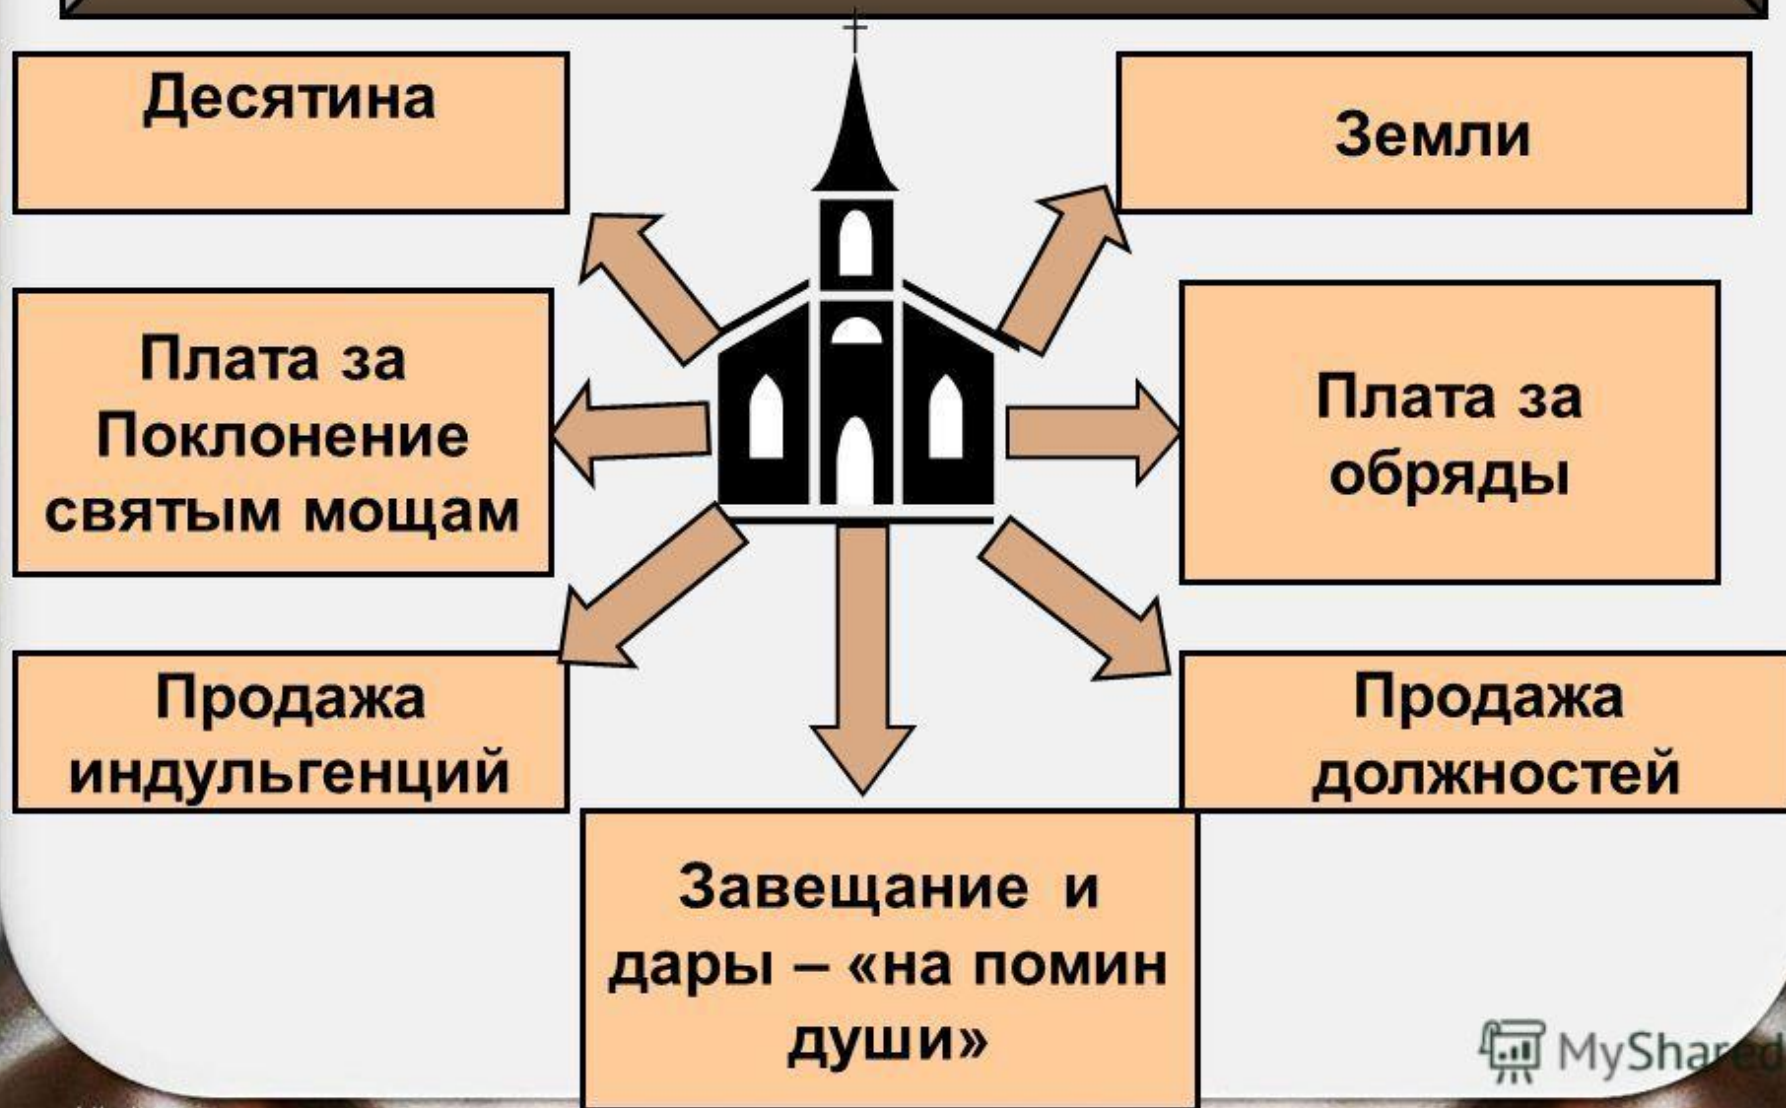 Десятина
Земли
Плата за
Поклонение
святым мощам
Плата за
обряды
Продажа
индульгенций
Продажа
должностей
Завещание и
дары – «на помин
души»
MyShared